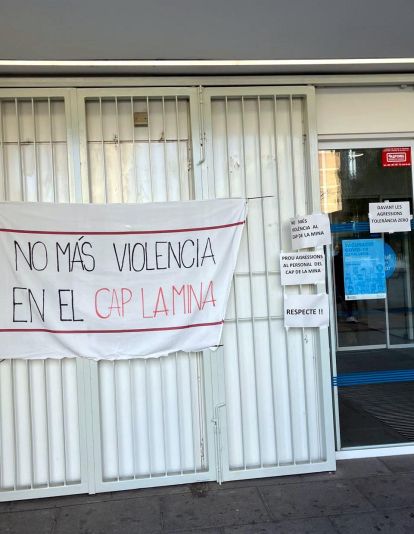 NO MÁS VIOLENCIA
EN EL CAP LA MINA
NO MÉS
VIOLÈNCIA AL
CAP DE LA MINA
PROU AGRESSIONS
AL PERSONAL DEL
CAP DE LA MINA
RESPECTE !!
DAVANT LES
AGRESSIONS
TOLERÀNCIA ZERO